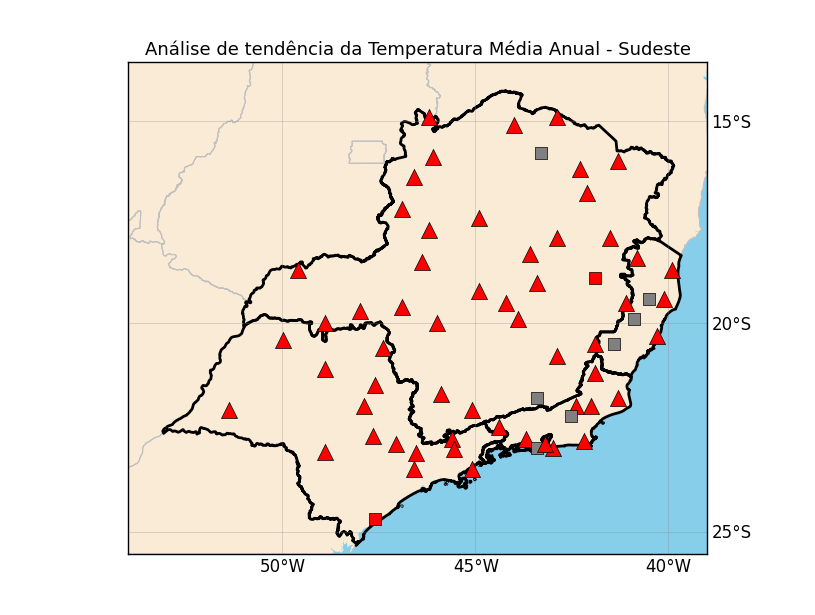 Análise de tendência da Temperatura Média Anual - Sudeste
15°S
20°S
25°S
50°W 45°W 40°W